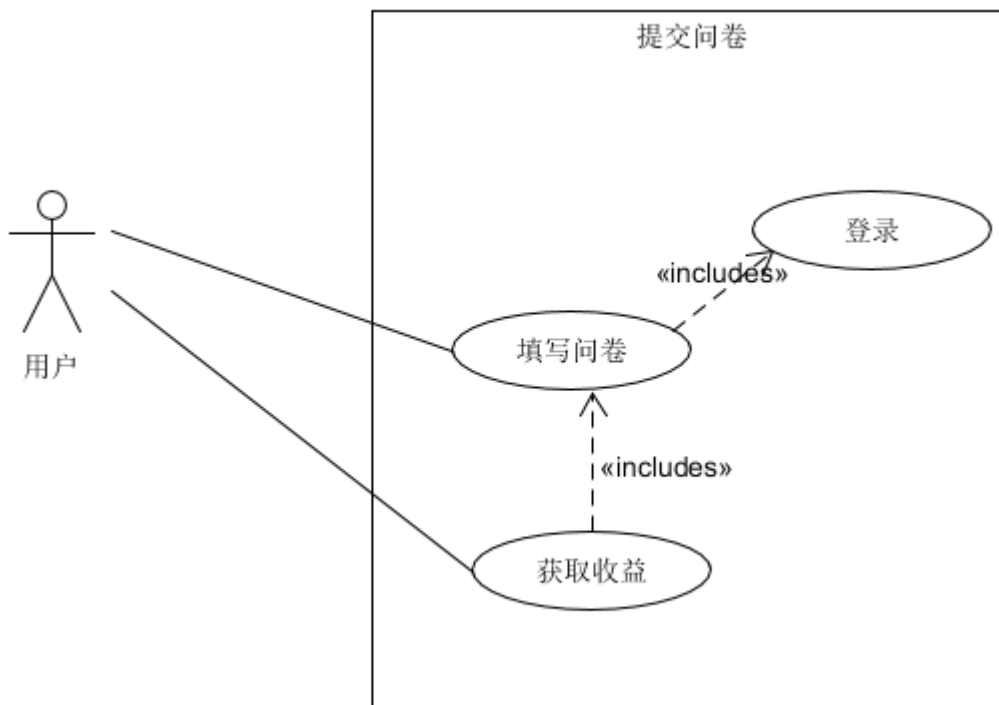 提交问卷
登录
«includes»
填写问卷
用户
«includes»
获取收益